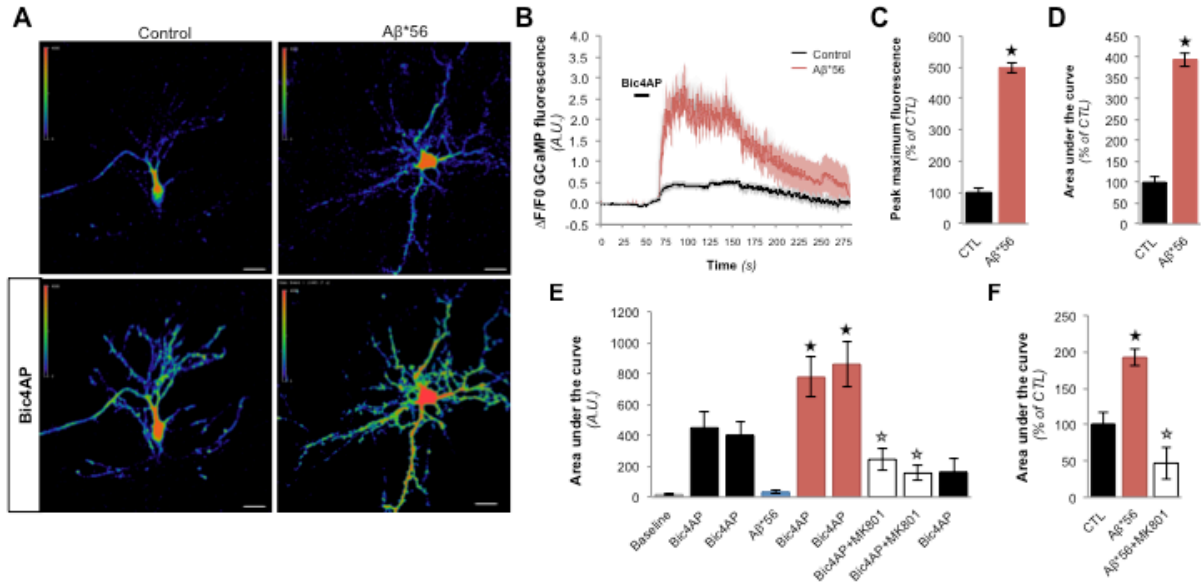 A
Control
Aβ*56
Bic4AP
B
ΔF/F0 GCaMP fluorescence
(A.U.)
4.0
3.5
3.0
2.5
2.0
1.5
1.0
0.5
0.0
-0.5
Bic4AP
Control
Aβ*56
0 25 50 75 100 125 150 175 200 225 250 275
Time (s)
C
Peak maximum fluorescence
(% of CTL)
600
500
400
300
200
100
0
★
CTL
Aβ*56
D
Area under the curve
(% of CTL)
450
400
350
300
250
200
150
100
50
0
★
CTL
Aβ*56
E
Area under the curve
(A.U.)
1200
1000
800
600
400
200
0
★ ★
☆ ☆
Baseline
Bic4AP
Bic4AP
Aβ*56
Bic4AP
Bic4AP
Bic4AP+MK801
Bic4AP+MK801
Bic4AP
F
Area under the curve
(% of CTL)
250
200
150
100
50
0
★
☆
CTL
Aβ*56
Aβ*56+MK801